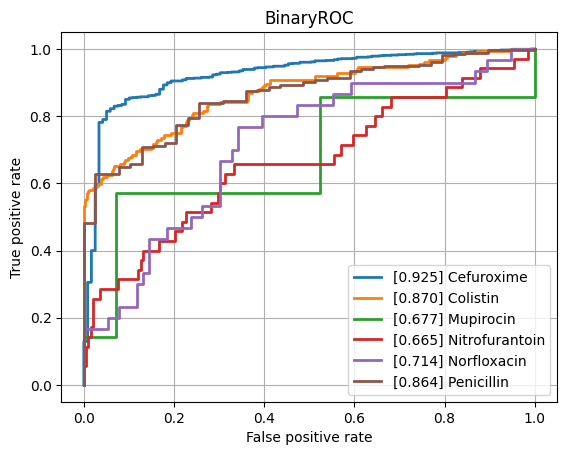 BinaryROC
True positive rate
1.0
0.8
0.6
0.4
0.2
0.0
[0.925] Cefuroxime
[0.870] Colistin
[0.677] Mupirocin
[0.665] Nitrofurantoin
[0.714] Norfloxacin
[0.864] Penicillin
0.0 0.2 0.4 0.6 0.8 1.0
False positive rate